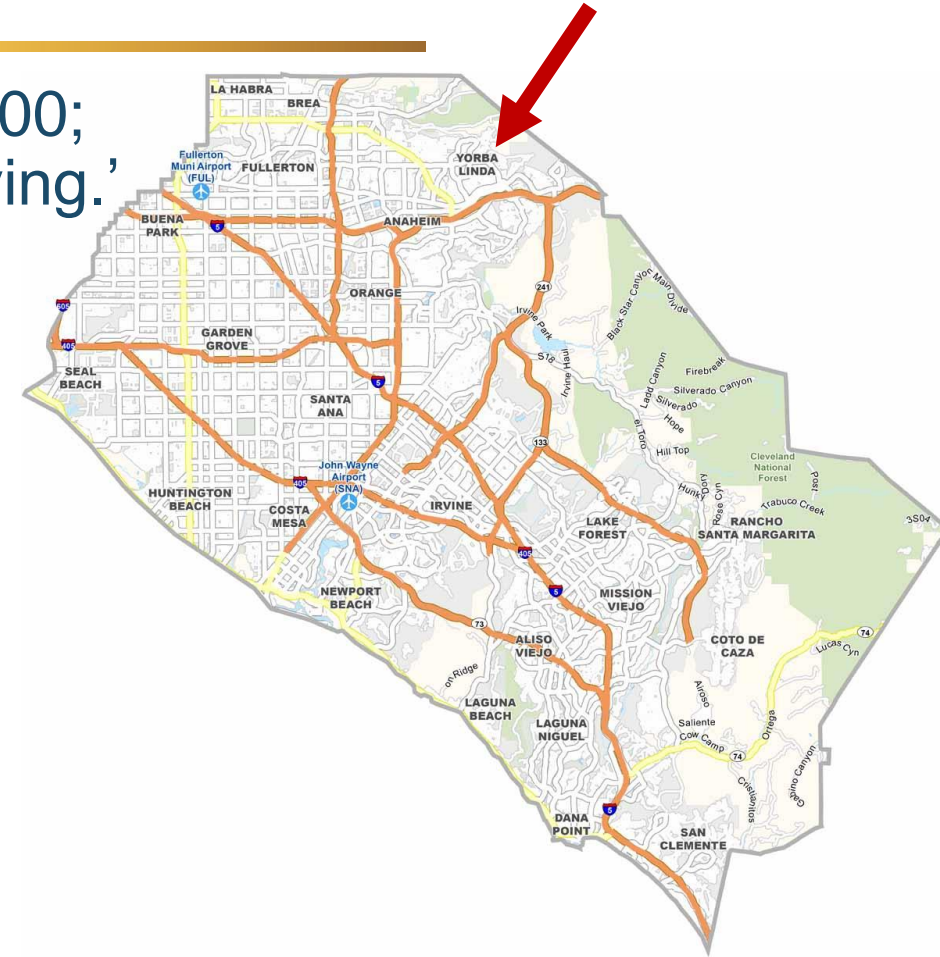 00;
ving.’
LA HABRA
BREA
Fullerton
Muni Airport
(FUL)
FULLERTON
YORBA
LINDA
BUENA
PARK
5
ANAHEIM
241
ORANGE
Irvine Park
Black Star Canyon
Main Divide
605
405
GARDEN
GROVE
S18
Irvine
SEAL
BEACH
5
SANTA
ANA
Ladd Canyon
Firebreak
Silverado Canyon
Silverado
Hope
el Toro
133
Hill Top
John Wayne
Airport
(SNA)
Cleveland
National
Forest
405
HUNTINGTON
BEACH
COSTA
MESA
IRVINE
Hunky
Dory
Rose Cyn
Post
Trabuco Creek
LAKE
FOREST
RANCHO
SANTA MARGARITA
3S04
405
NEWPORT
BEACH
5
MISSION
VIEJO
73
ALISO
VIEJO
COTO DE
CAZA
74
Lucas Cyn
on Ridge
Airoso
LAGUNA
BEACH
LAGUNA
NIGUEL
Saliente
Cow Camp
74
Ortega
Cristianitos
Gabino Canyon
5
DANA
POINT
SAN
CLEMENTE